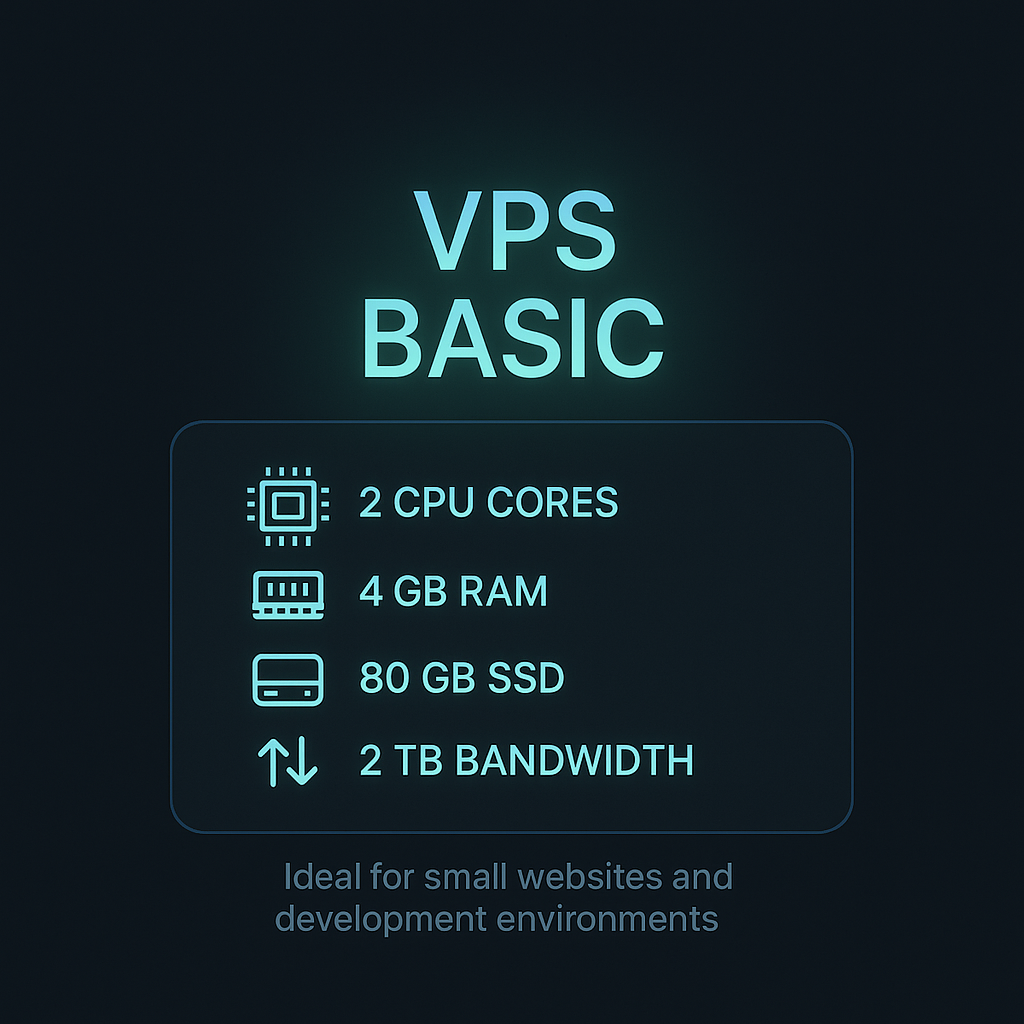 VPS
BASIC
2 CPU CORES
4 GB RAM
80 GB SSD
2 TB BANDWIDTH
Ideal for small websites and
development environments